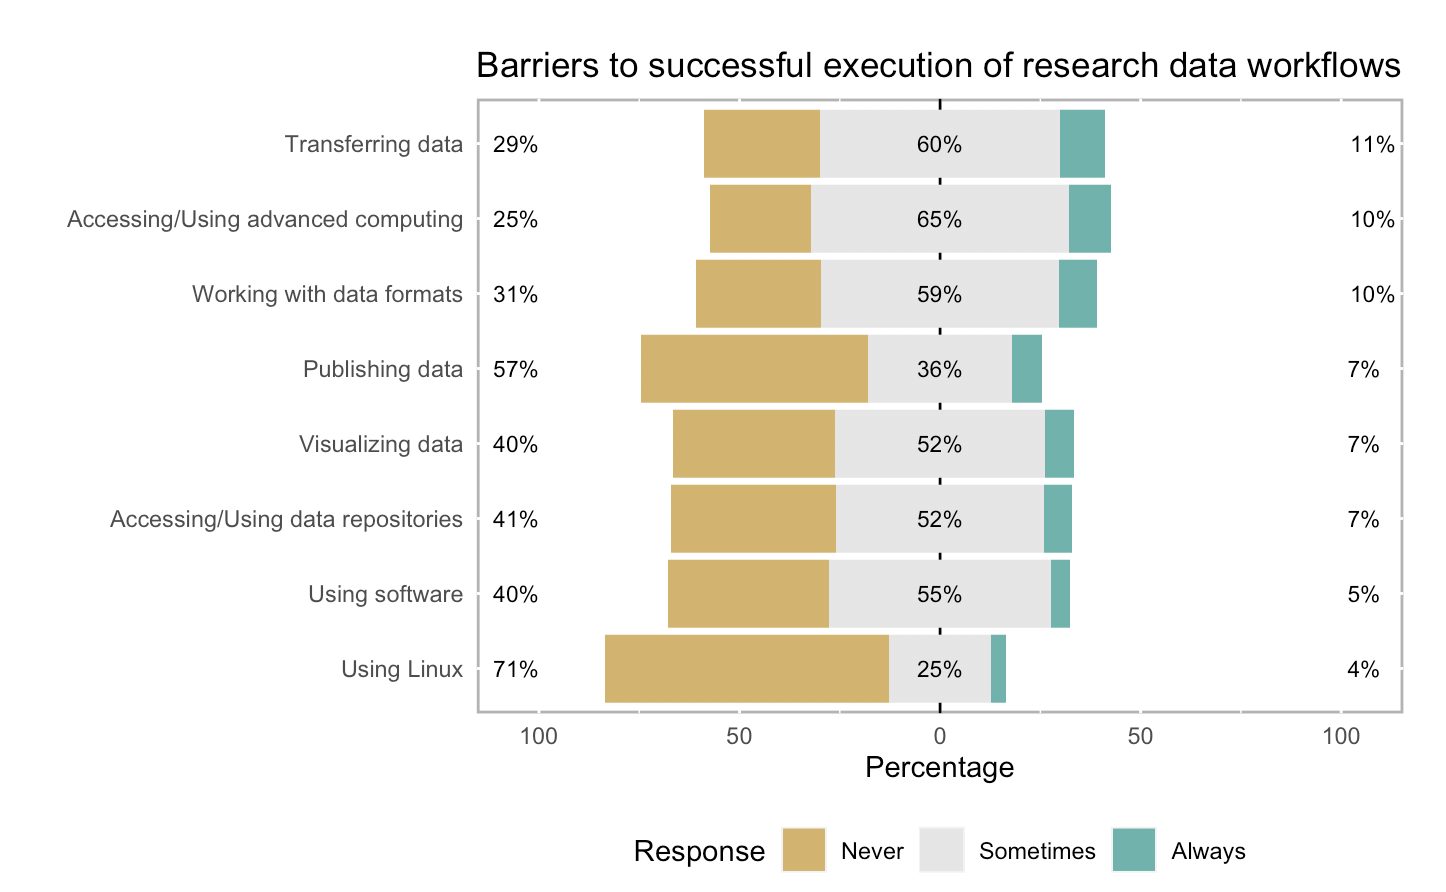 Barriers to successful execution of research data workflows
Transferring data 29% 60% 11%
Accessing/Using advanced computing 25% 65% 10%
Working with data formats 31% 59% 10%
Publishing data 57% 36% 7%
Visualizing data 40% 52% 7%
Accessing/Using data repositories 41% 52% 7%
Using software 40% 55% 5%
Using Linux 71% 25% 4%
100 50 0 50 100
Percentage
Response Never Sometimes Always